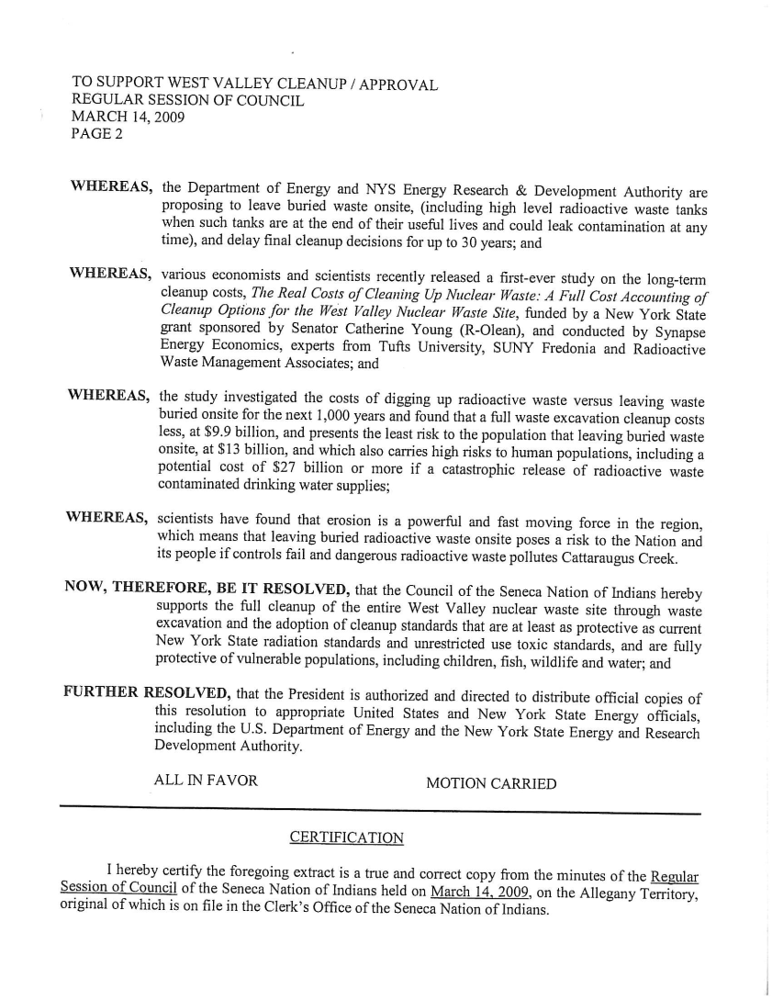 TO SUPPORT WEST VALLEY CLEANUP / APPROVAL
REGULAR SESSION OF COUNCIL
MARCH 14, 2009
PAGE 2
WHEREAS, the Department of Energy and NYS Energy Research & Development Authority are
proposing to leave buried waste onsite, (including high level radioactive waste tanks
when such tanks are at the end of their useful lives and could leak contamination at any
time), and delay final cleanup decisions for up to 30 years; and
WHEREAS, various economists and scientists recently released a first-ever study on the long-term
cleanup costs, The Real Costs of Cleaning Up Nuclear Waste: A Full Cost Accounting of
Cleanup Options for the West Valley Nuclear Waste Site, funded by a New York State
grant sponsored by Senator Catherine Young (R-Olean), and conducted by Synapse
Energy Economics, experts from Tufts University, SUNY Fredonia and Radioactive
Waste Management Associates; and
WHEREAS, the study investigated the costs of digging up radioactive waste versus leaving waste
buried onsite for the next 1,000 years and found that a full waste excavation cleanup costs
less, at $9.9 billion, and presents the least risk to the population that leaving buried waste
onsite, at $13 billion, and which also carries high risks to human populations, including a
potential cost of $27 billion or more if a catastrophic release of radioactive waste
contaminated drinking water supplies;
WHEREAS, scientists have found that erosion is a powerful and fast moving force in the region,
which means that leaving buried radioactive waste onsite poses a risk to the Nation and
its people if controls fail and dangerous radioactive waste pollutes Cattaraugus Creek.
NOW, THEREFORE, BE IT RESOLVED, that the Council of the Seneca Nation of Indians hereby
supports the full cleanup of the entire West Valley nuclear waste site through waste
excavation and the adoption of cleanup standards that are at least as protective as current
New York State radiation standards and unrestricted use toxic standards, and are fully
protective of vulnerable populations, including children, fish, wildlife and water; and
FURTHER RESOLVED, that the President is authorized and directed to distribute official copies of
this resolution to appropriate United States and New York State Energy officials,
including the U.S. Department of Energy and the New York State Energy and Research
Development Authority.
ALL IN FAVOR MOTION CARRIED
CERTIFICATION
I hereby certify the foregoing extract is a true and correct copy from the minutes of the Regular
Session of Council of the Seneca Nation of Indians held on March 14, 2009, on the Allegany Territory,
original of which is on file in the Clerk's Office of the Seneca Nation of Indians.